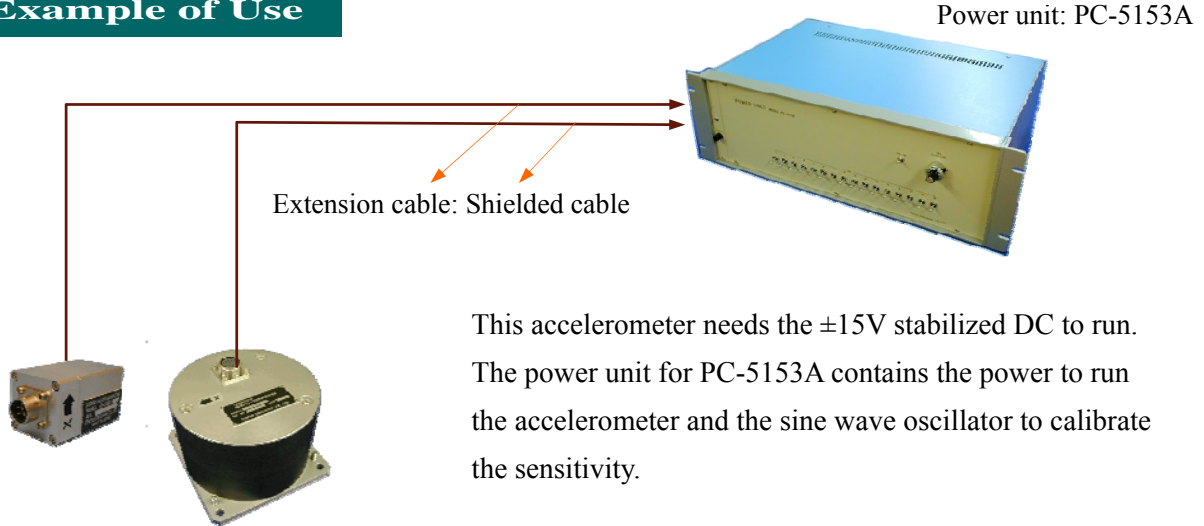 Example of Use
Power unit: PC-5153A
Extension cable: Shielded cable
This accelerometer needs the ±15V stabilized DC to run.
The power unit for PC-5153A contains the power to run
the accelerometer and the sine wave oscillator to calibrate
the sensitivity.
X